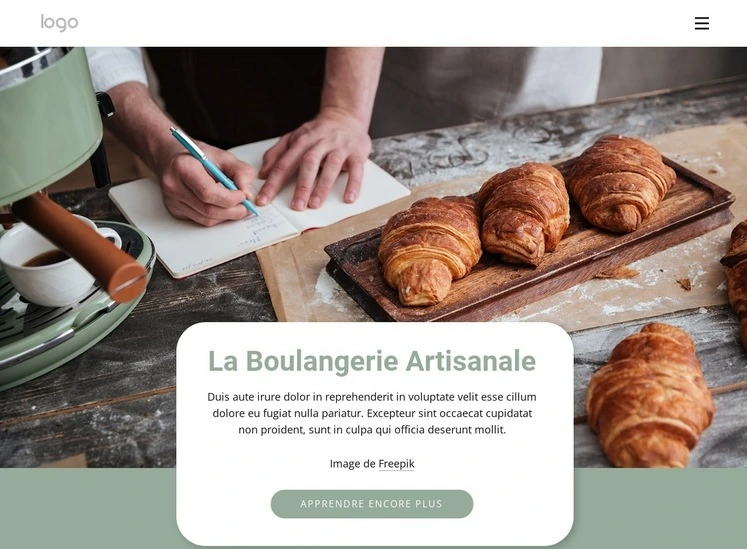 logo
La Boulangerie Artisanale
Duis aute irure dolor in reprehenderit in voluptate velit esse cillum
dolore eu fugiat nulla pariatur. Excepteur sint occaecat cupidatat
non proident, sunt in culpa qui officia deserunt mollit.
Image de Freepik
APPRENDRE ENCORE PLUS